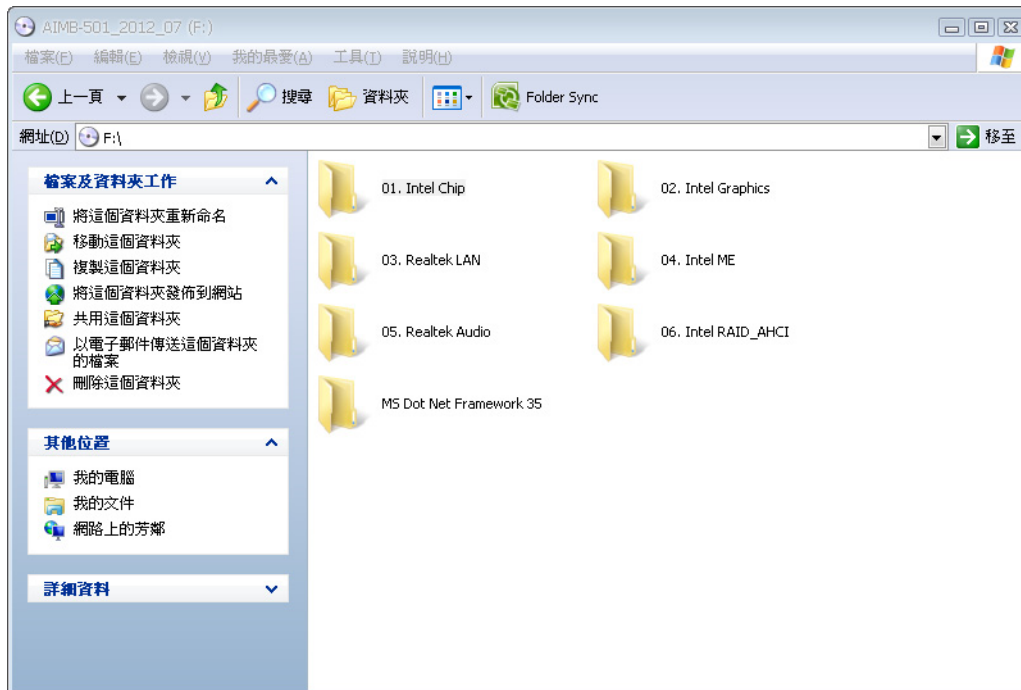 AIMB-501_2012_07 (F:)
檔案(F) 編輯(E) 檢視(V) 我的最愛(A) 工具(T) 說明(H)
上一頁 搜尋 資料夾 Folder Sync
網址(D) F:\ 移至
檔案及資料夾工作
將這個資料夾重新命名
移動這個資料夾
複製這個資料夾
將這個資料夾發佈到網站
共用這個資料夾
以電子郵件傳送這個資料夾
的檔案
刪除這個資料夾
其他位置
我的電腦
我的文件
網路上的芳鄰
詳細資料
01. Intel Chip
02. Intel Graphics
03. Realtek LAN
04. Intel ME
05. Realtek Audio
06. Intel RAID_AHCI
MS Dot Net Framework 35